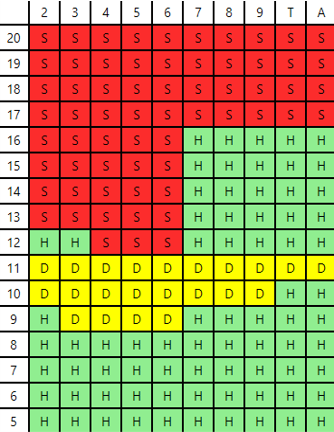 2 3 4 5 6 7 8 9 T A
20 S S S S S S S S S S
19 S S S S S S S S S S
18 S S S S S S S S S S
17 S S S S S S S S S S
16 S S S S S H H H H H
15 S S S S S H H H H H
14 S S S S S H H H H H
13 S S S S S H H H H H
12 H H S S S H H H H H
11 D D D D D D D D D D
10 D D D D D D D D H H
9 H D D D D H H H H H
8 H H H H H H H H H H
7 H H H H H H H H H H
6 H H H H H H H H H H
5 H H H H H H H H H H